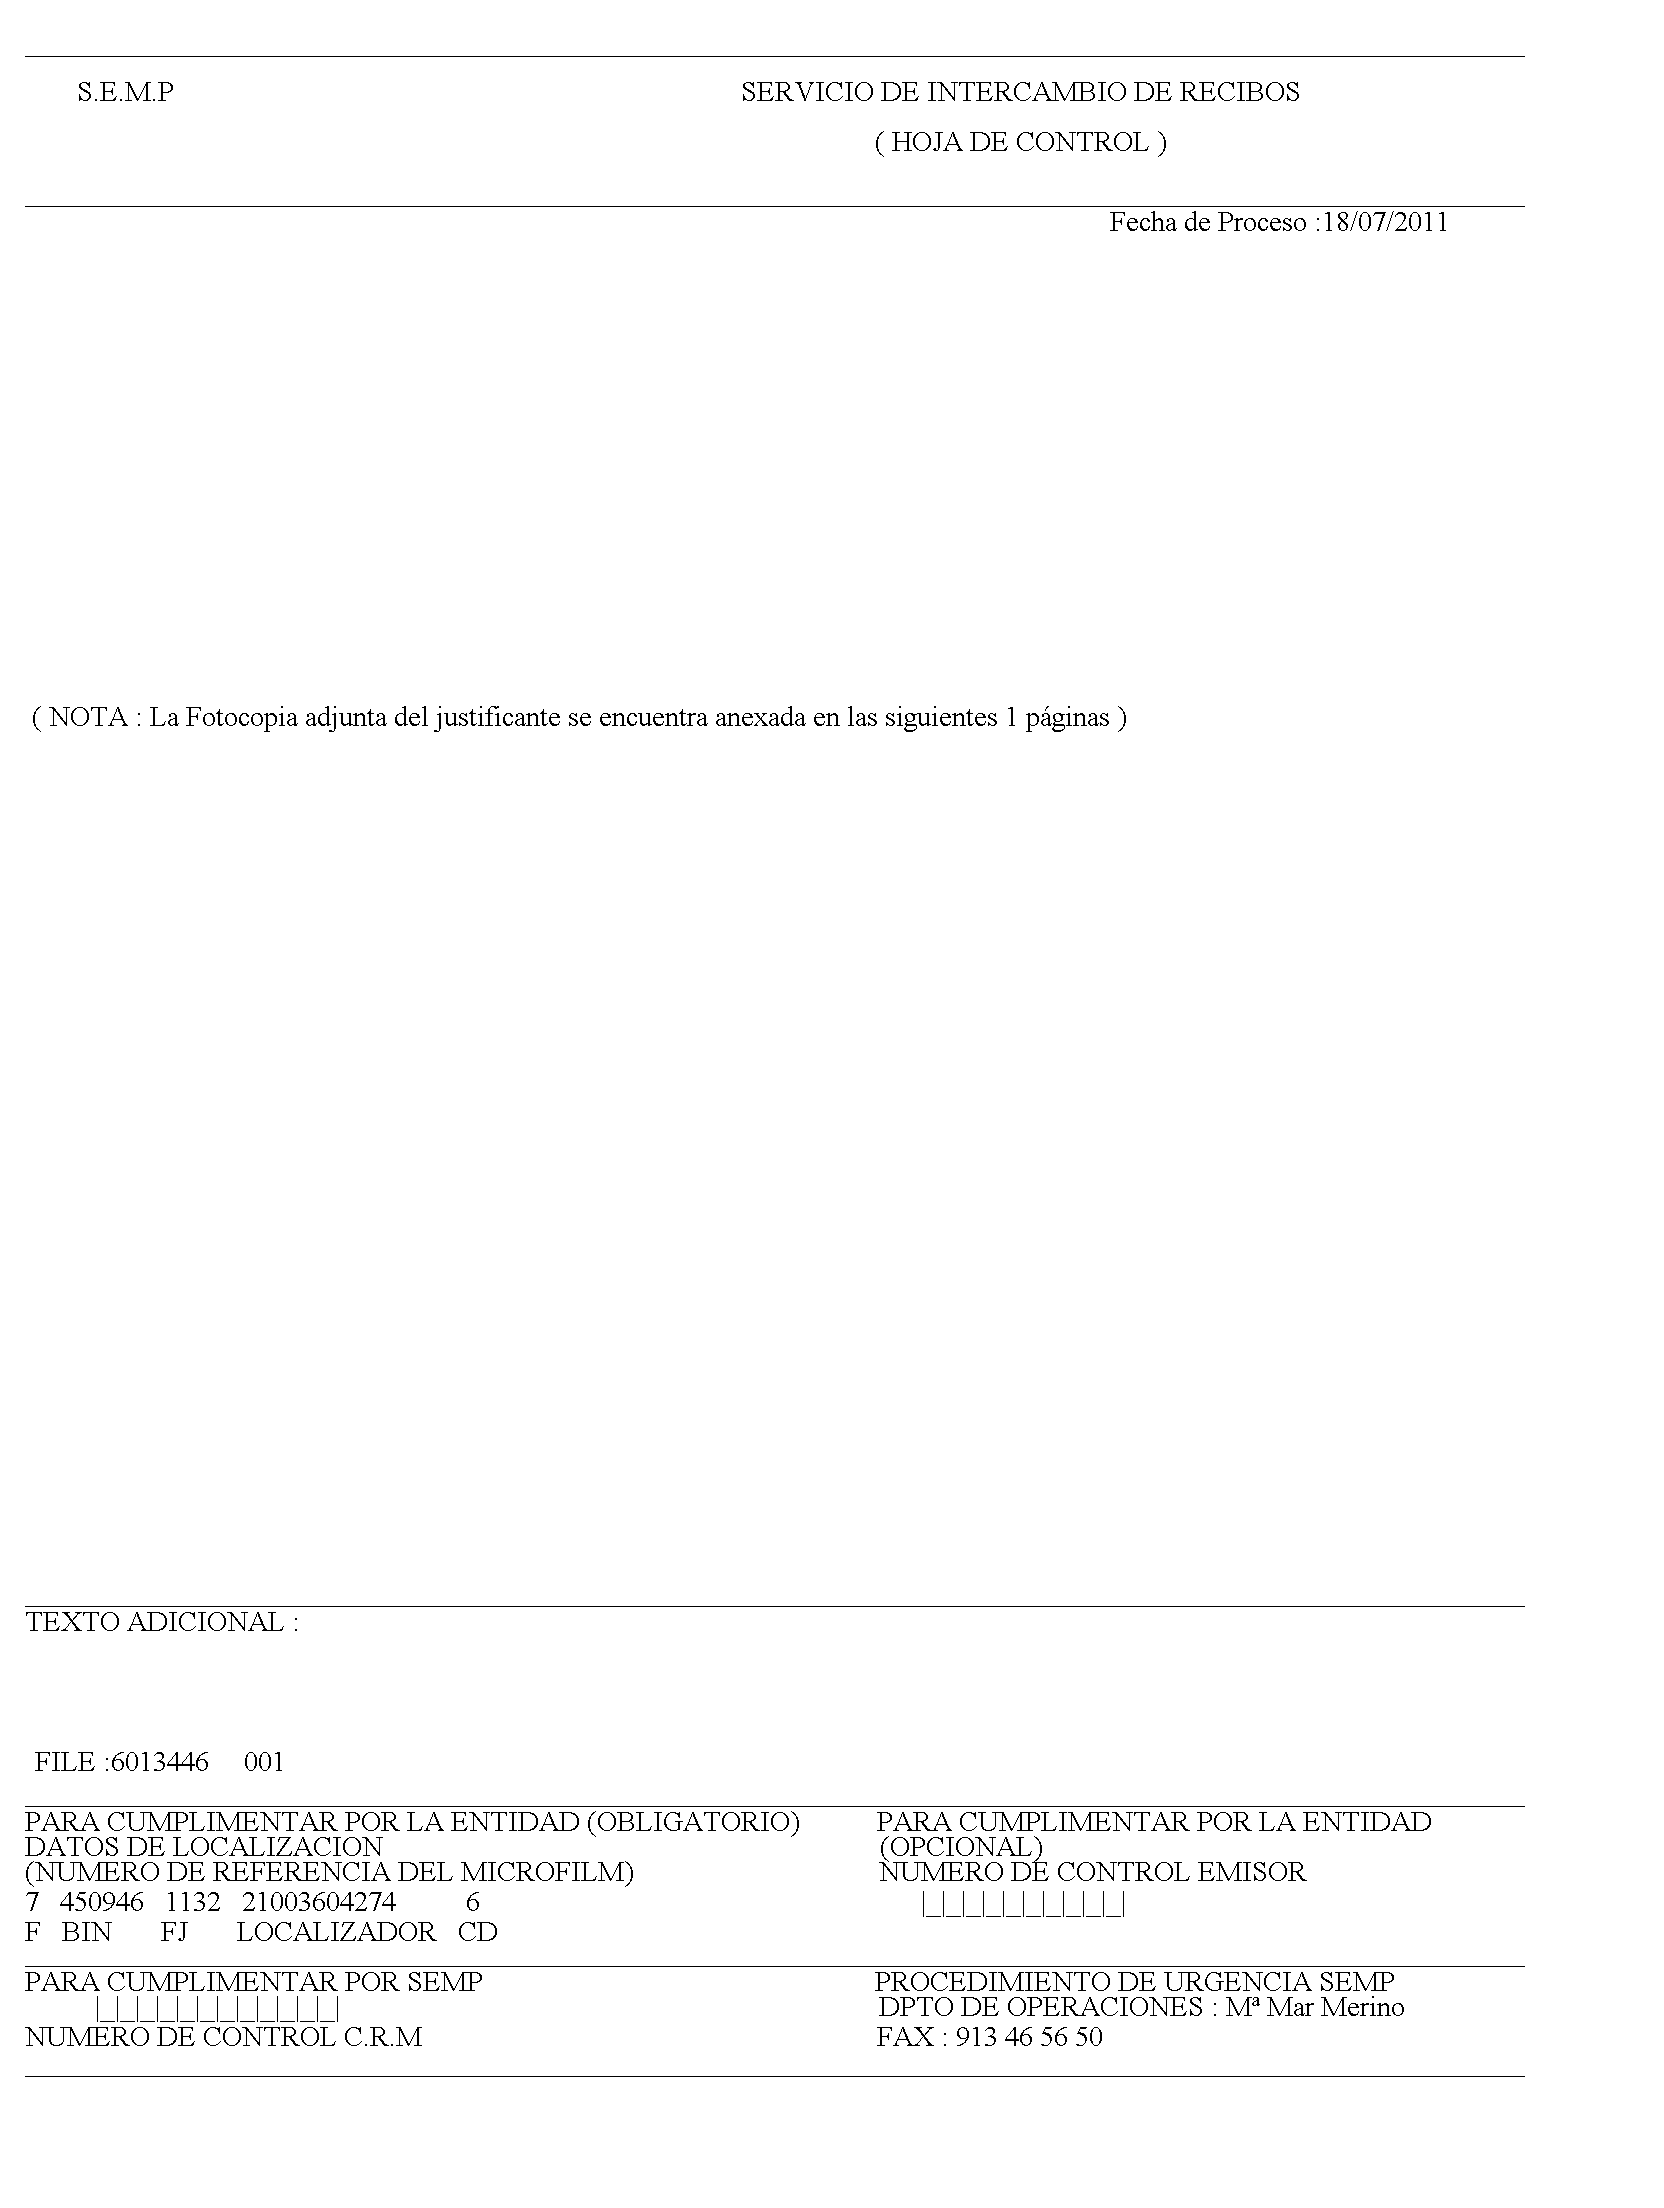 S.E.M.P SERVICIO DE INTERCAMBIO DE RECIBOS
( HOJA DE CONTROL )
Fecha de Proceso :18/07/2011
( NOTA : La Fotocopia adjunta del justificante se encuentra anexada en las siguientes 1 páginas )
TEXTO ADICIONAL :
FILE :6013446 001
PARA CUMPLIMENTAR POR LA ENTIDAD (OBLIGATORIO) PARA CUMPLIMENTAR POR LA ENTIDAD
DATOS DE LOCALIZACION (OPCIONAL)
(NUMERO DE REFERENCIA DEL MICROFILM) NUMERO DE CONTROL EMISOR
7 450946 1132 21003604274 6 |_|_|_|_|_|_|_|_|_|_|
F BIN FJ LOCALIZADOR CD
PARA CUMPLIMENTAR POR SEMP PROCEDIMIENTO DE URGENCIA SEMP
|_|_|_|_|_|_|_|_|_|_|_|_| DPTO DE OPERACIONES : Mª Mar Merino
NUMERO DE CONTROL C.R.M FAX : 913 46 56 50